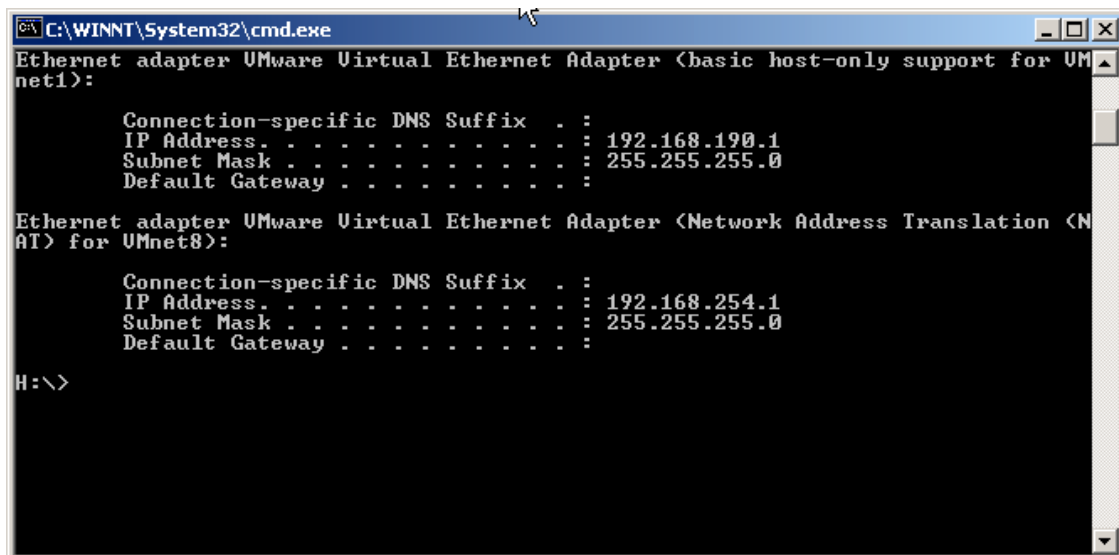 C:\WINNT\System32\cmd.exe
Ethernet adapter VMware Virtual Ethernet Adapter (basic host-only support for VM
net1):
Connection-specific DNS Suffix  . :
IP Address. . . . . . . . . . . . : 192.168.190.1
Subnet Mask . . . . . . . . . . . : 255.255.255.0
Default Gateway . . . . . . . . . :
Ethernet adapter VMware Virtual Ethernet Adapter (Network Address Translation (N
AT) for VMnet8):
Connection-specific DNS Suffix  . :
IP Address. . . . . . . . . . . . : 192.168.254.1
Subnet Mask . . . . . . . . . . . : 255.255.255.0
Default Gateway . . . . . . . . . :
H:\>